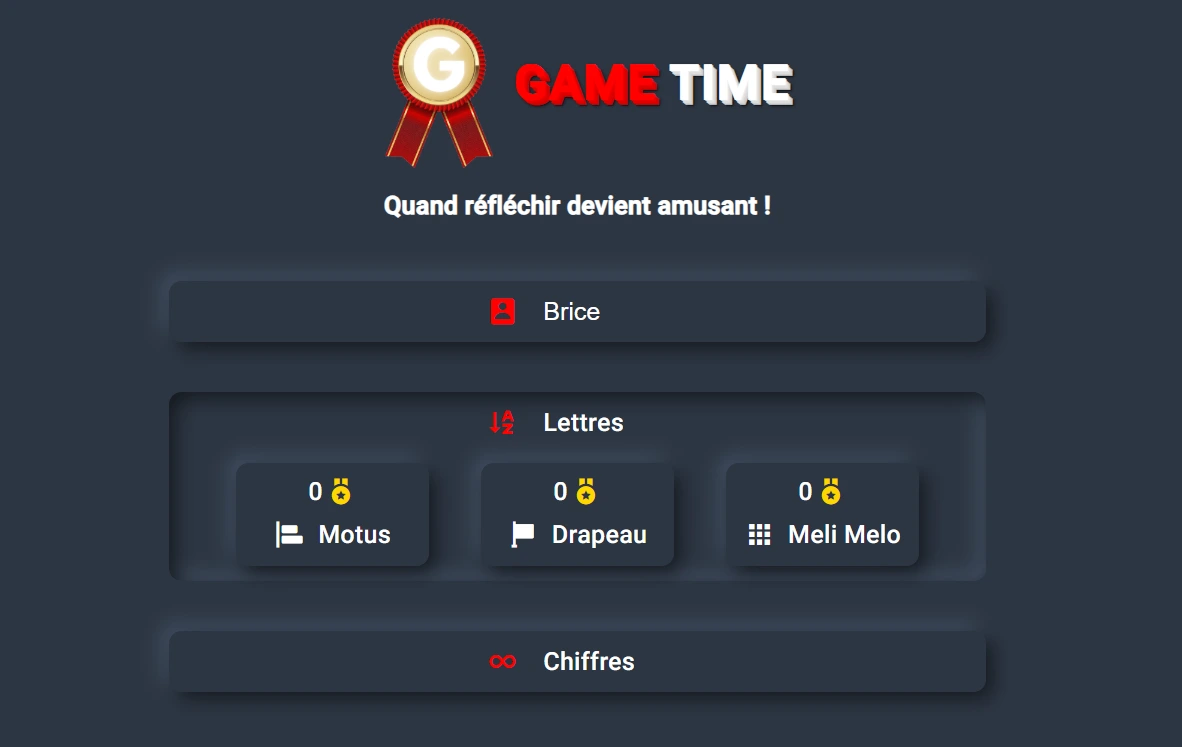 G
GAME TIME
Quand réfléchir devient amusant !
Brice
Lettres
0 0 0
Motus Drapeau Meli Melo
Chiffres